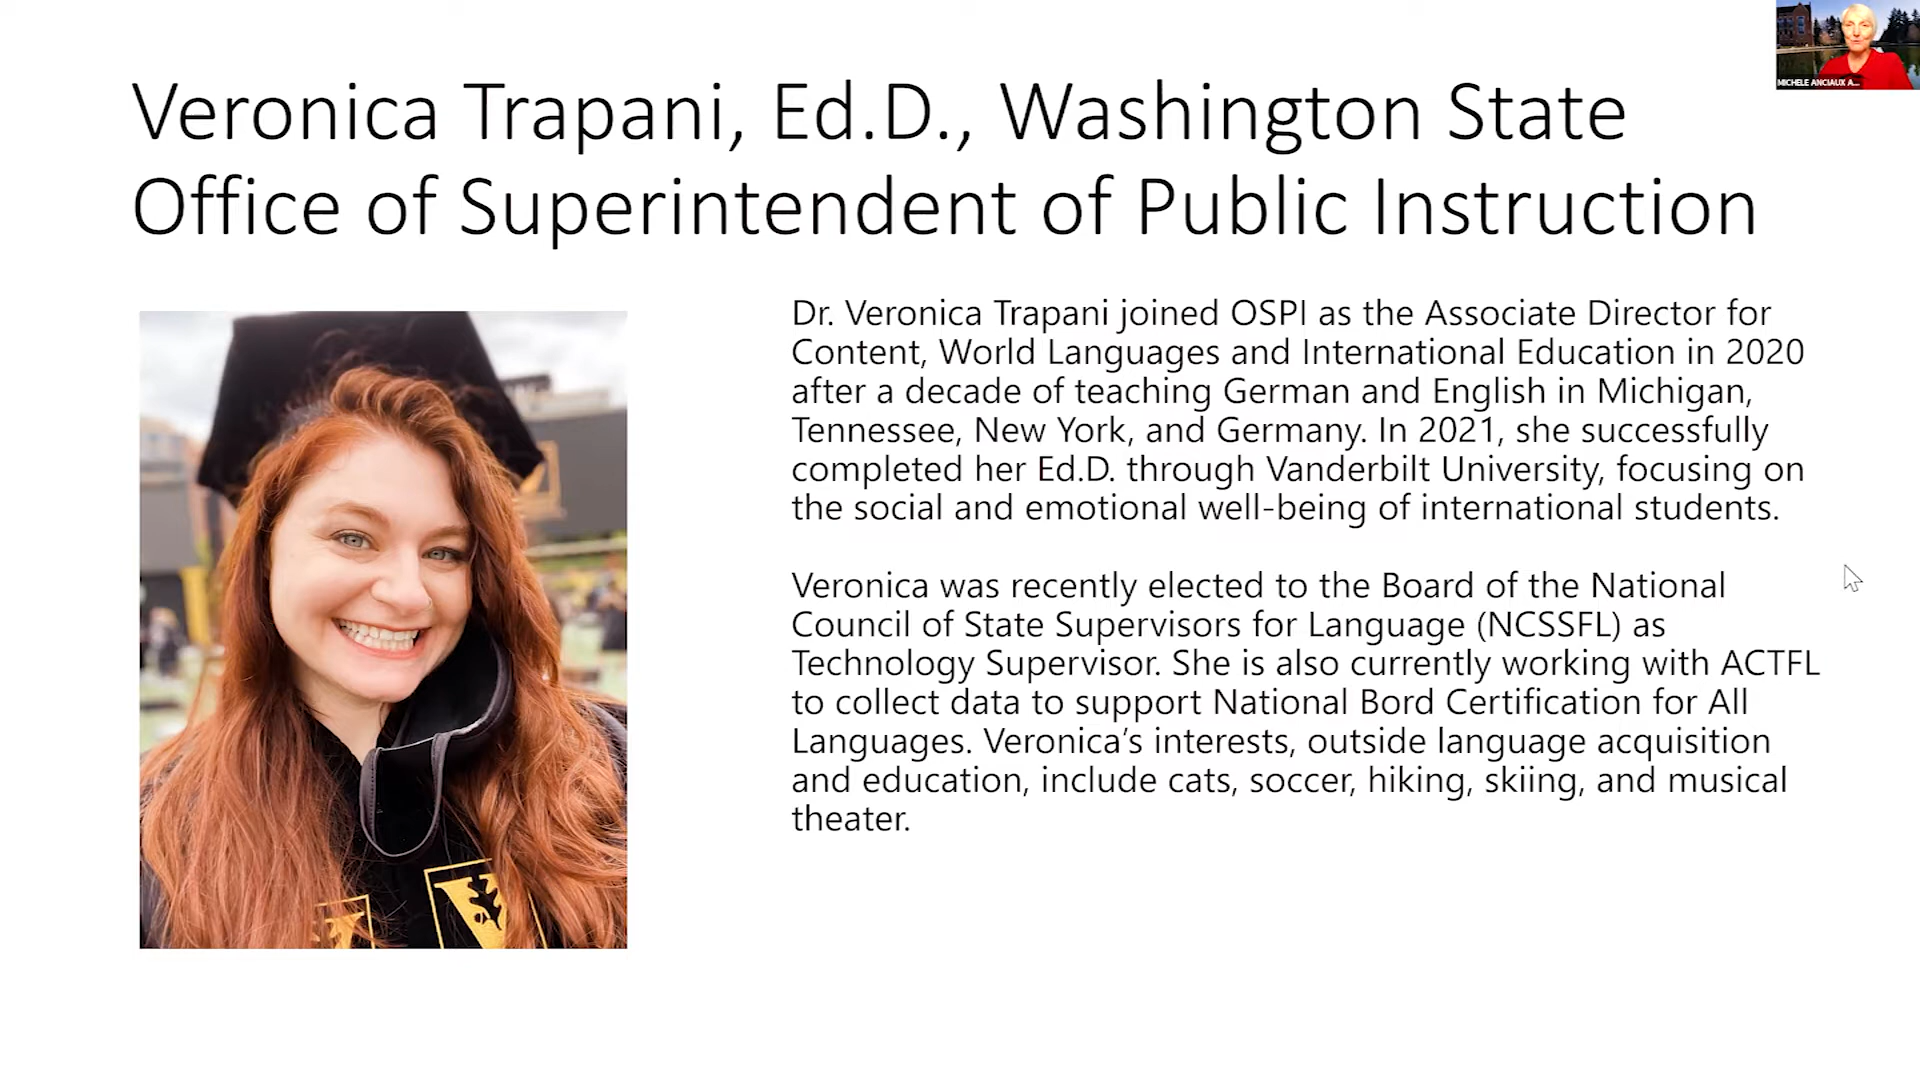 MICHELE ANCIAUX A...
Veronica Trapani, Ed.D., Washington State
Office of Superintendent of Public Instruction
Dr. Veronica Trapani joined OSPI as the Associate Director for
Content, World Languages and International Education in 2020
after a decade of teaching German and English in Michigan,
Tennessee, New York, and Germany. In 2021, she successfully
completed her Ed.D. through Vanderbilt University, focusing on
the social and emotional well-being of international students.
Veronica was recently elected to the Board of the National
Council of State Supervisors for Language (NCSSFL) as
Technology Supervisor. She is also currently working with ACTFL
to collect data to support National Bord Certification for All
Languages. Veronica’s interests, outside language acquisition
and education, include cats, soccer, hiking, skiing, and musical
theater.
V